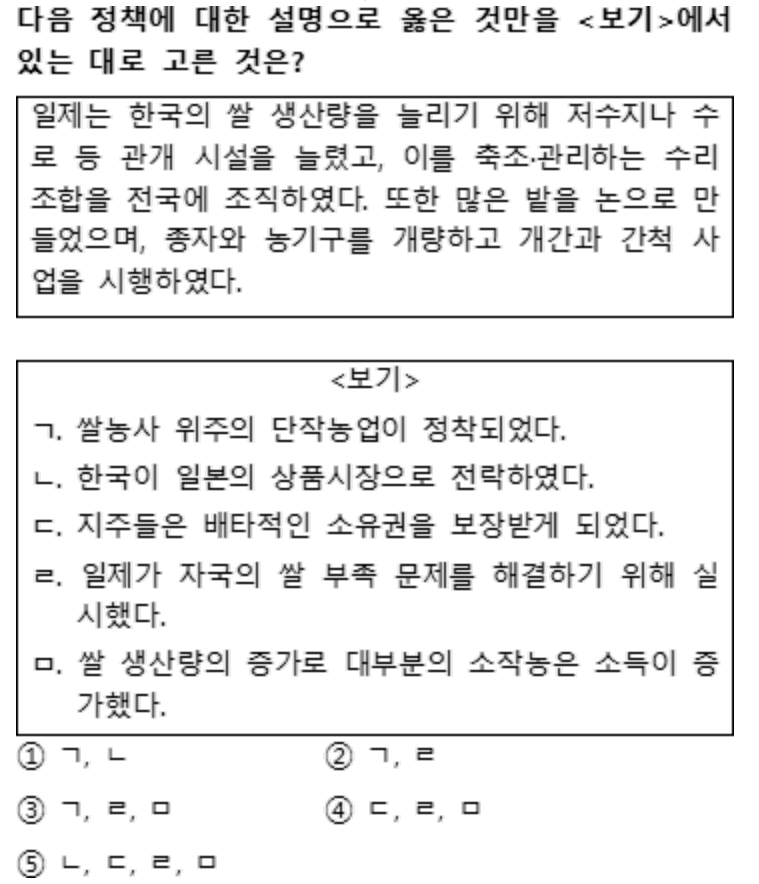 다음 정책에 대한 설명으로 옳은 것만을 <보기>에서
있는 대로 고른 것은?
일제는 한국의 쌀 생산량을 늘리기 위해 저수지나 수
로 등 관개 시설을 늘렸고, 이를 축조·관리하는 수리
조합을 전국에 조직하였다. 또한 많은 밭을 논으로 만
들었으며, 종자와 농기구를 개량하고 개간과 간척 사
업을 시행하였다.
<보기>
ㄱ. 쌀농사 위주의 단작농업이 정착되었다.
ㄴ. 한국이 일본의 상품시장으로 전락하였다.
ㄷ. 지주들은 배타적인 소유권을 보장받게 되었다.
ㄹ. 일제가 자국의 쌀 부족 문제를 해결하기 위해 실
시했다.
ㅁ. 쌀 생산량의 증가로 대부분의 소작농은 소득이 증
가했다.
① ㄱ, ㄴ ② ㄱ, ㄹ
③ ㄱ, ㄹ, ㅁ ④ ㄷ, ㄹ, ㅁ
⑤ ㄴ, ㄷ, ㄹ, ㅁ